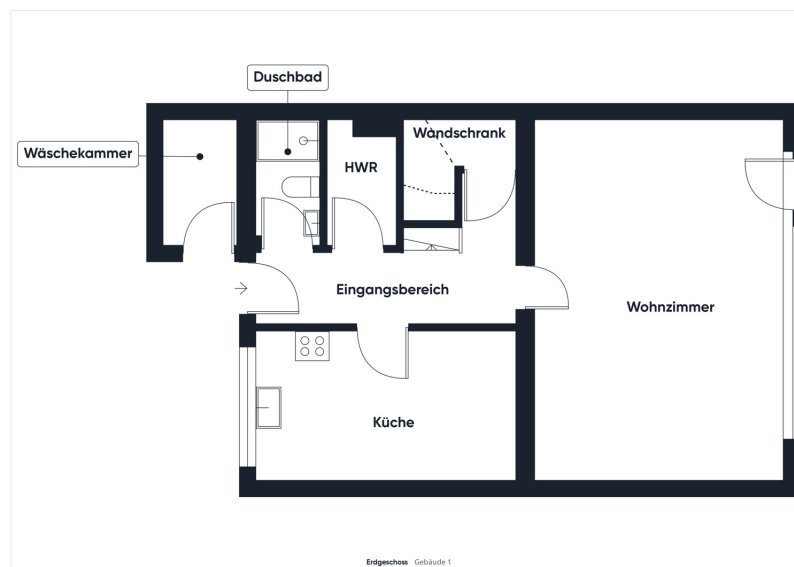 Duschbad
Wandschrank
Wäschekammer
HWR
Eingangsbereich
Wohnzimmer
Küche
Erdgeschoss Gebäude 1